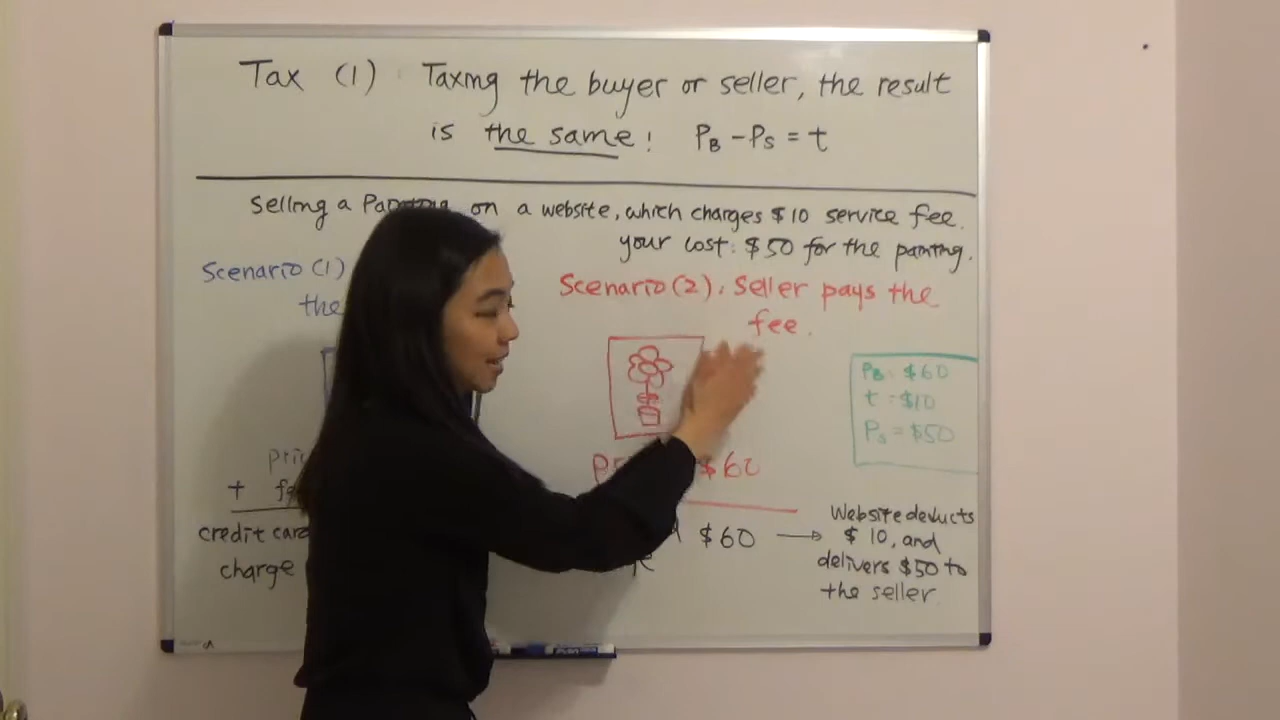 Tax (1) Taxing the buyer or seller, the result
is the same! PB - PS = t
Selling a on a website, which charges $10 service fee.
your cost: $50 for the painting.
Scenario (1)
the
Scenario (2). Seller pays the
fee.
PB = $60
t = $10
PS = $50
+
$60
credit card
charge
$60 →
Website deducts
$10, and
delivers $50 to
the seller.